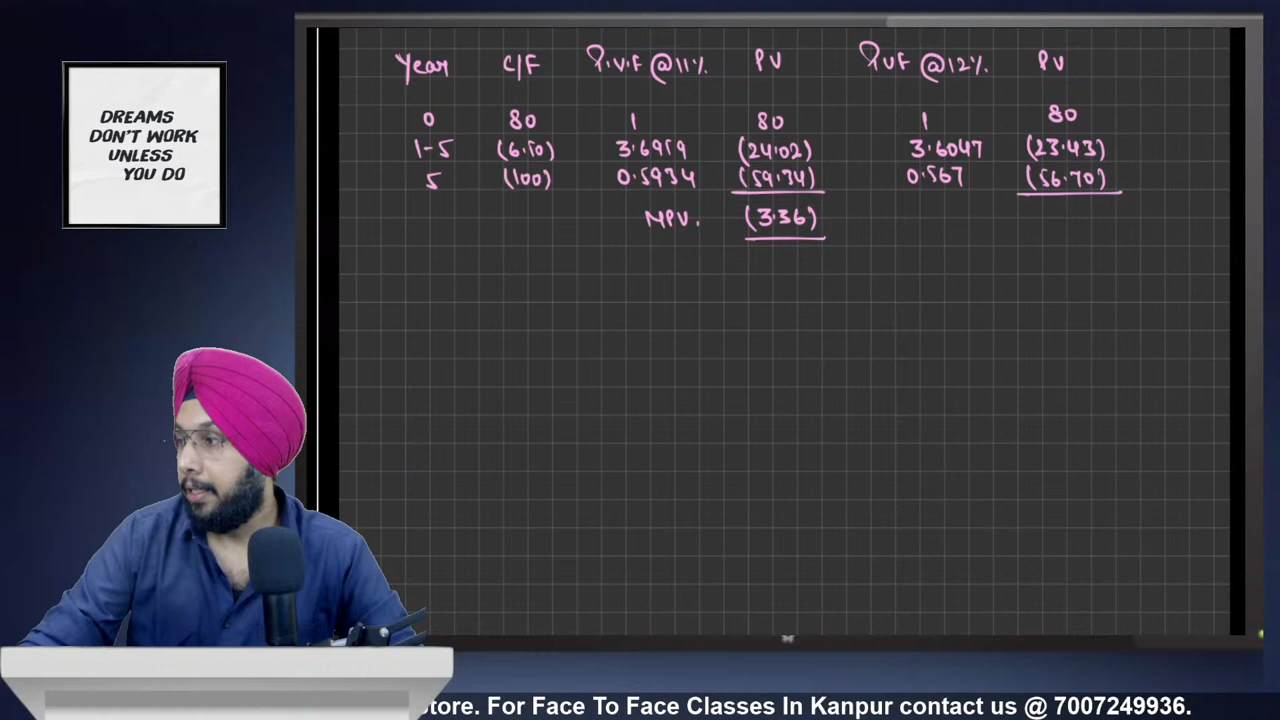 DREAMS
DON'T WORK
UNLESS
YOU DO
Year C/F P.V.F @11% PV PVF @12% PV
0 80 1 80 1 80
1-5 (6.50) 3.6959 (24.02) 3.6047 (23.43)
5 (100) 0.5934 (59.34) 0.567 (56.70)
NPV. (3.36)
tore. For Face To Face Classes In Kanpur contact us @ 7007249936.